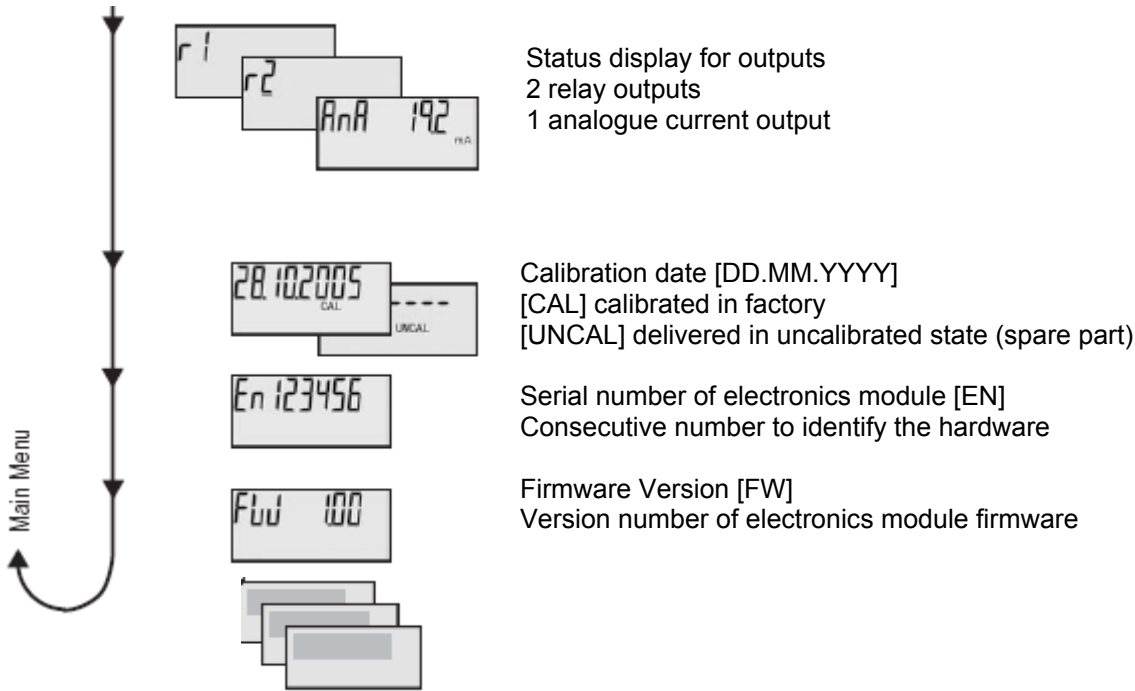 r1
r2
AnA 19.2
mA
Status display for outputs
2 relay outputs
1 analogue current output
28.10.2005
CAL
----
UNCAL
Calibration date [DD.MM.YYYY]
[CAL] calibrated in factory
[UNCAL] delivered in uncalibrated state (spare part)
En 123456
Serial number of electronics module [EN]
Consecutive number to identify the hardware
FW 1.00
Firmware Version [FW]
Version number of electronics module firmware
Main Menu